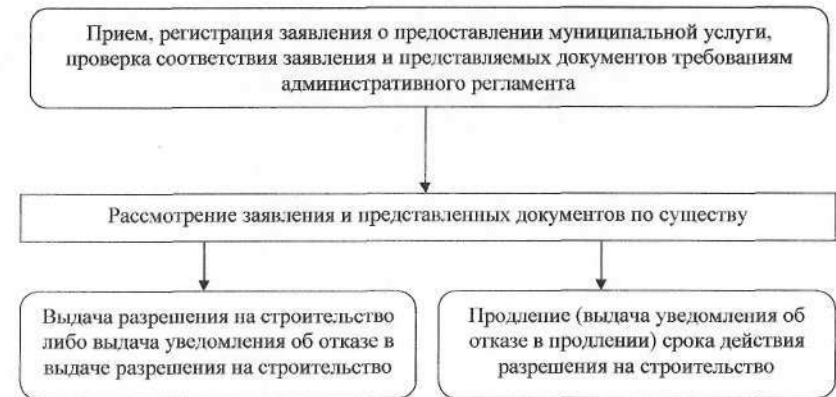 Прием, регистрация заявления о предоставлении муниципальной услуги,
проверка соответствия заявления и представляемых документов требованиям
административного регламента
Рассмотрение заявления и представленных документов по существу
Выдача разрешения на строительство
либо выдача уведомления об отказе в
выдаче разрешения на строительство
Продление (выдача уведомления об
отказе в продлении) срока действия
разрешения на строительство